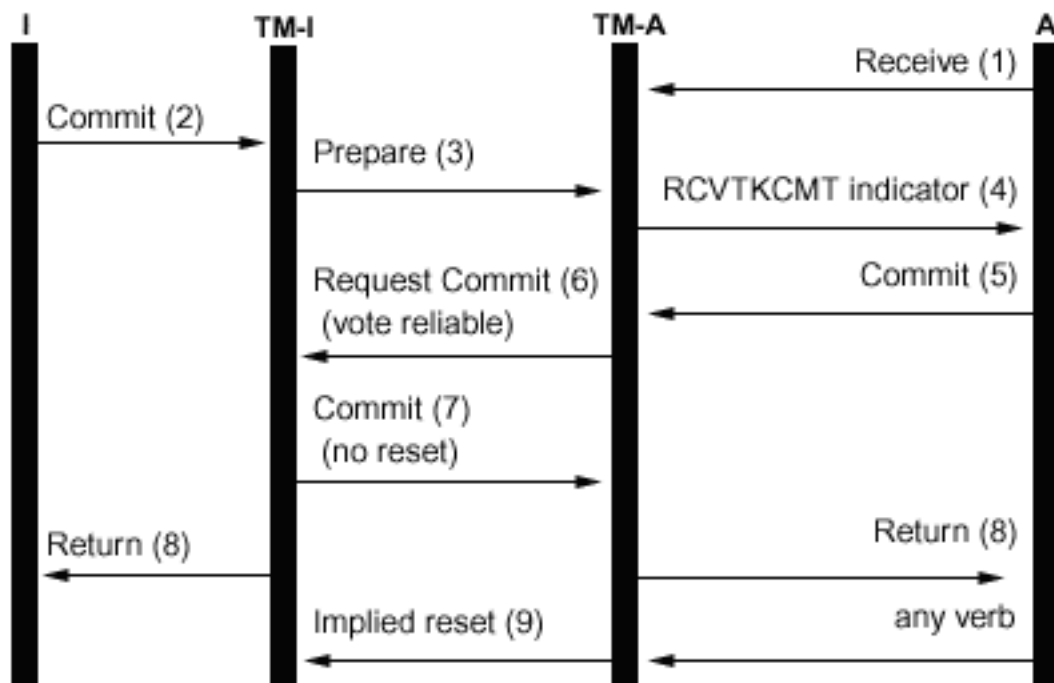 I TM-I TM-A A
Receive (1)
Commit (2)
Prepare (3)
RCVTKCMT indicator (4)
Commit (5)
Request Commit (6)
(vote reliable)
Commit (7)
(no reset)
Return (8)
Return (8)
Implied reset (9)
any verb